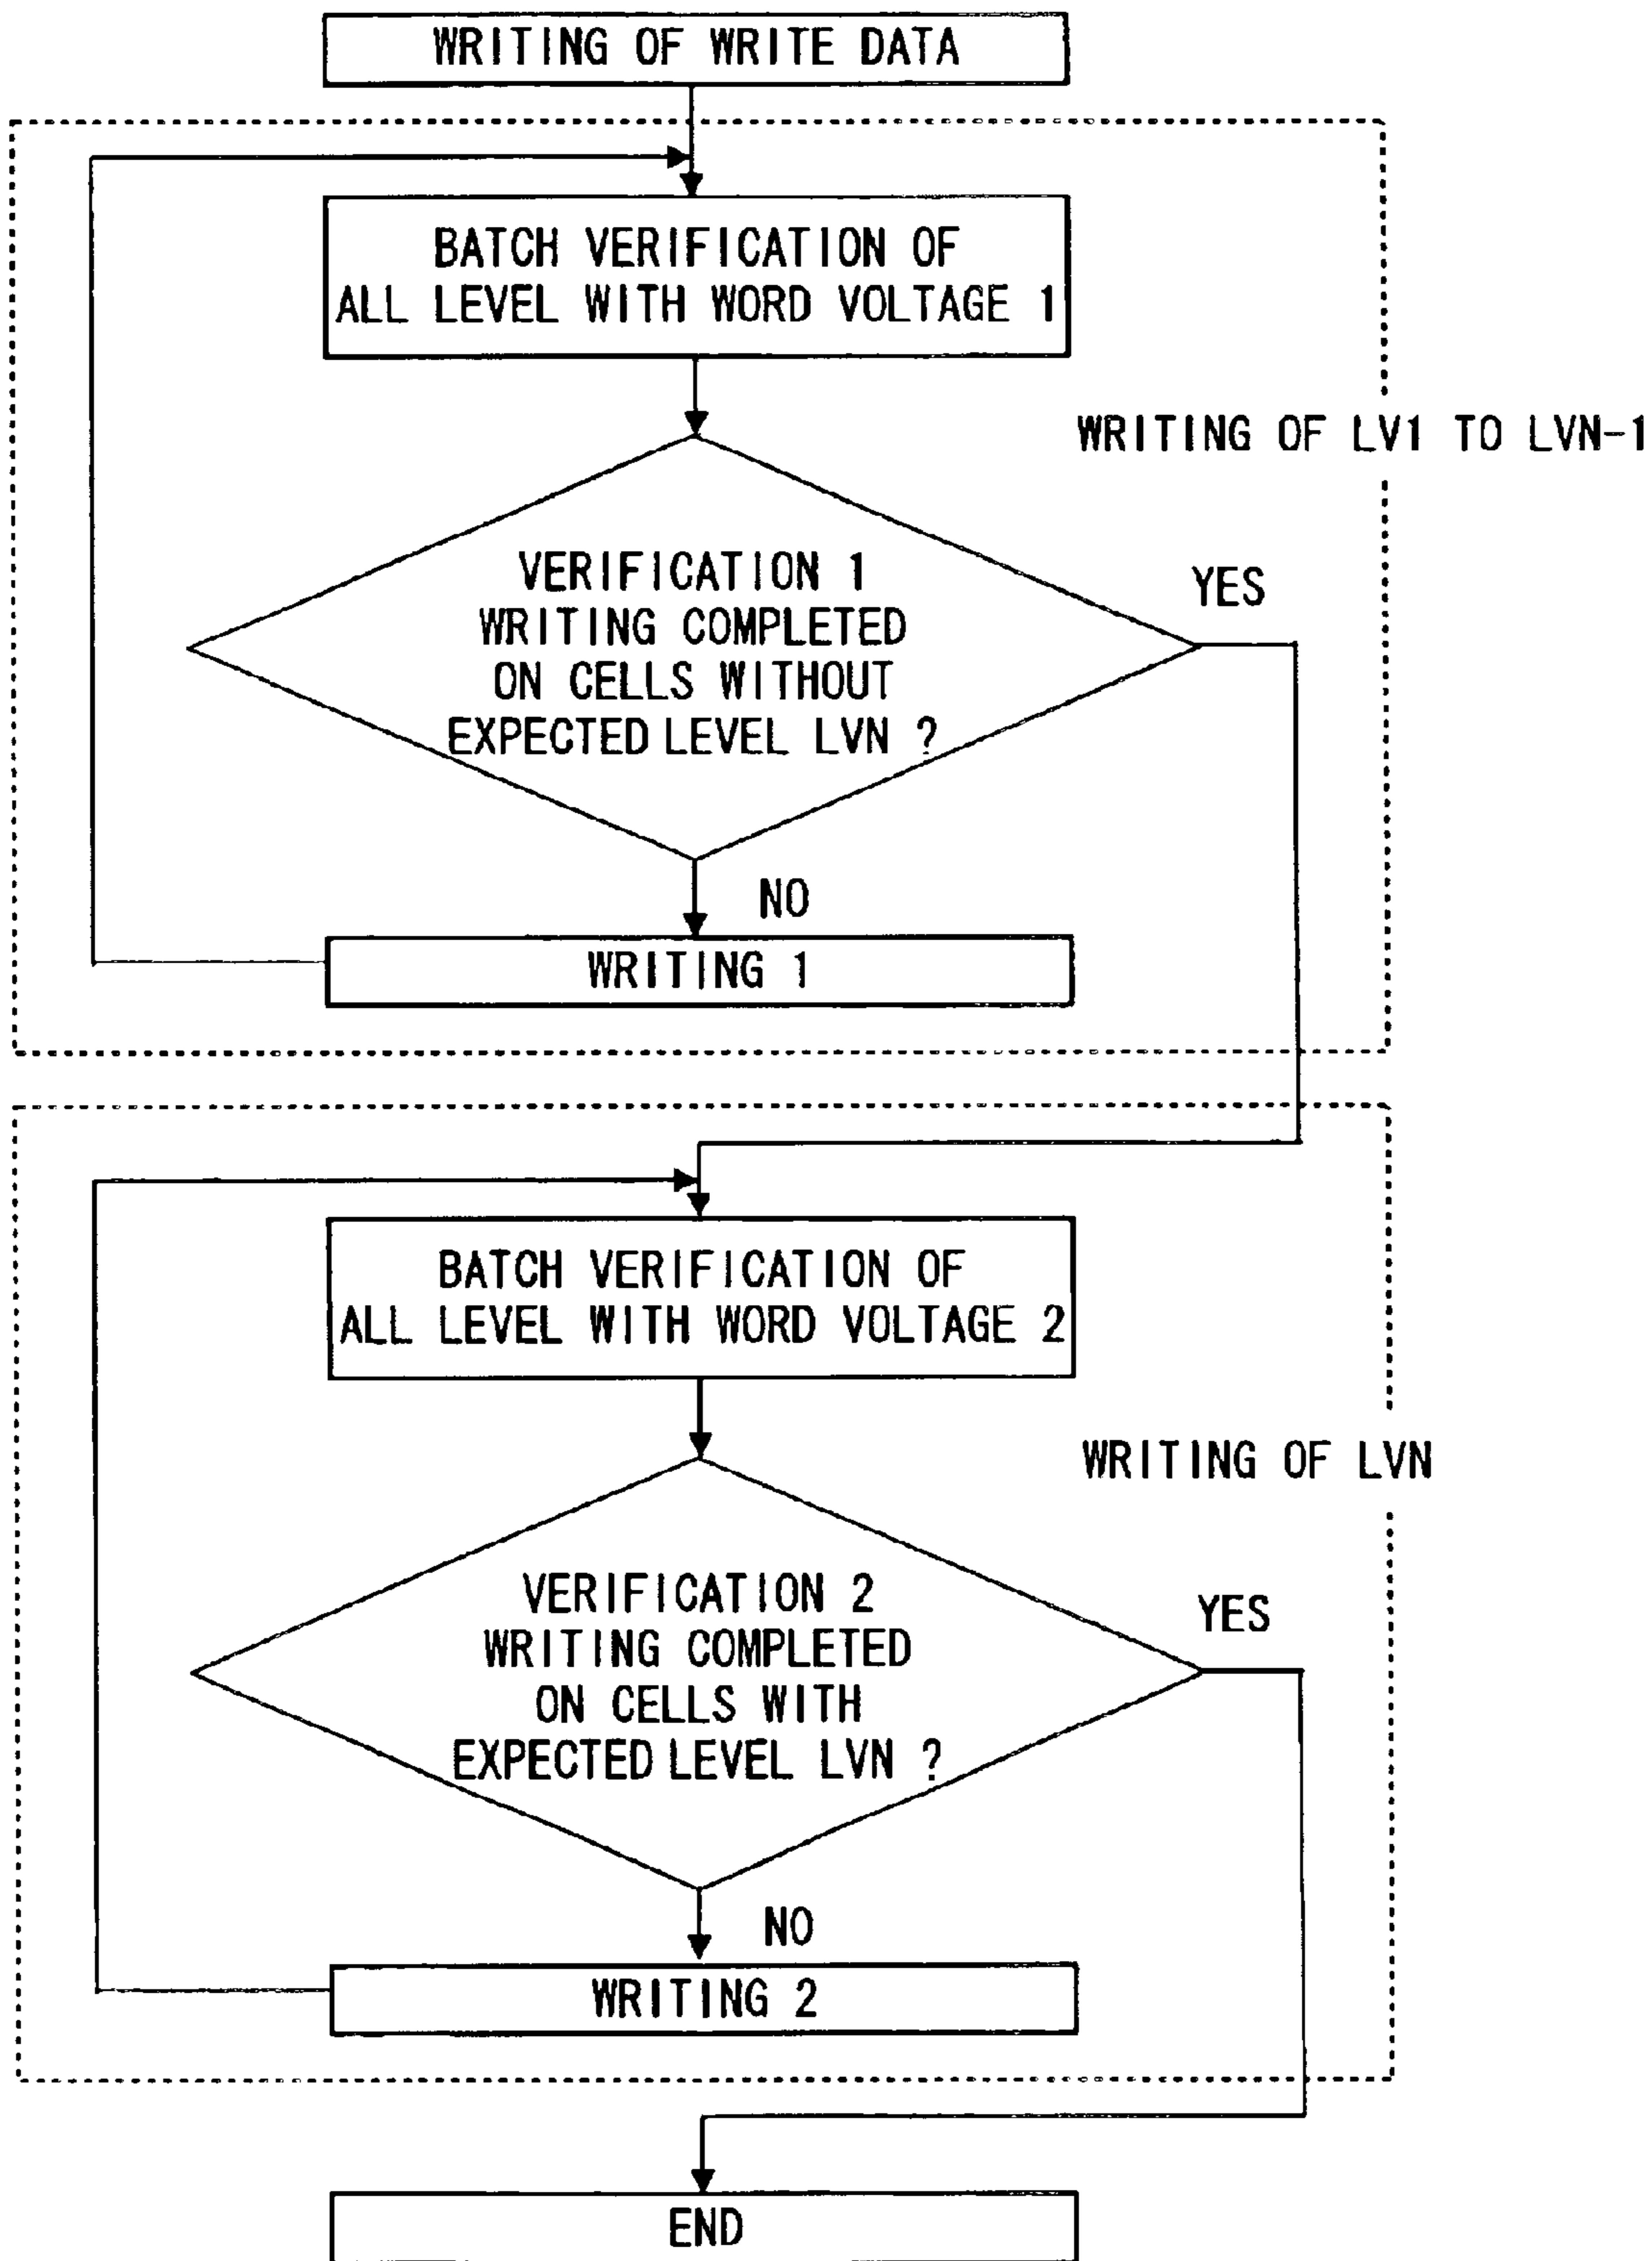 WRITING OF WRITE DATA
BATCH VERIFICATION OF
ALL LEVEL WITH WORD VOLTAGE 1
WRITING OF LV1 TO LVN-1
VERIFICATION 1
WRITING COMPLETED
ON CELLS WITHOUT
EXPECTED LEVEL LVN ?
YES
NO
WRITING 1
BATCH VERIFICATION OF
ALL LEVEL WITH WORD VOLTAGE 2
WRITING OF LVN
VERIFICATION 2
WRITING COMPLETED
ON CELLS WITH
EXPECTED LEVEL LVN ?
YES
NO
WRITING 2
END